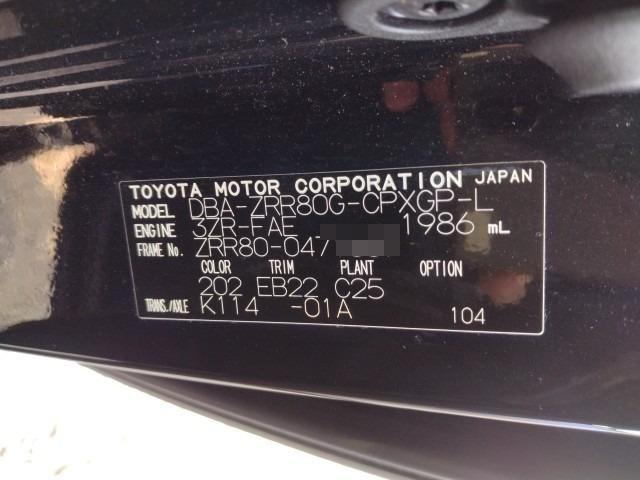 TOYOTA MOTOR CORPORATION JAPAN
MODEL DBA-ZRR80G-CPXGP-L
ENGINE 3ZR-FAE 1986 mL
FRAME No. ZRR80-047
COLOR TRIM PLANT OPTION
202 EB22 C25
TRANS./AXLE K114 -01A 104